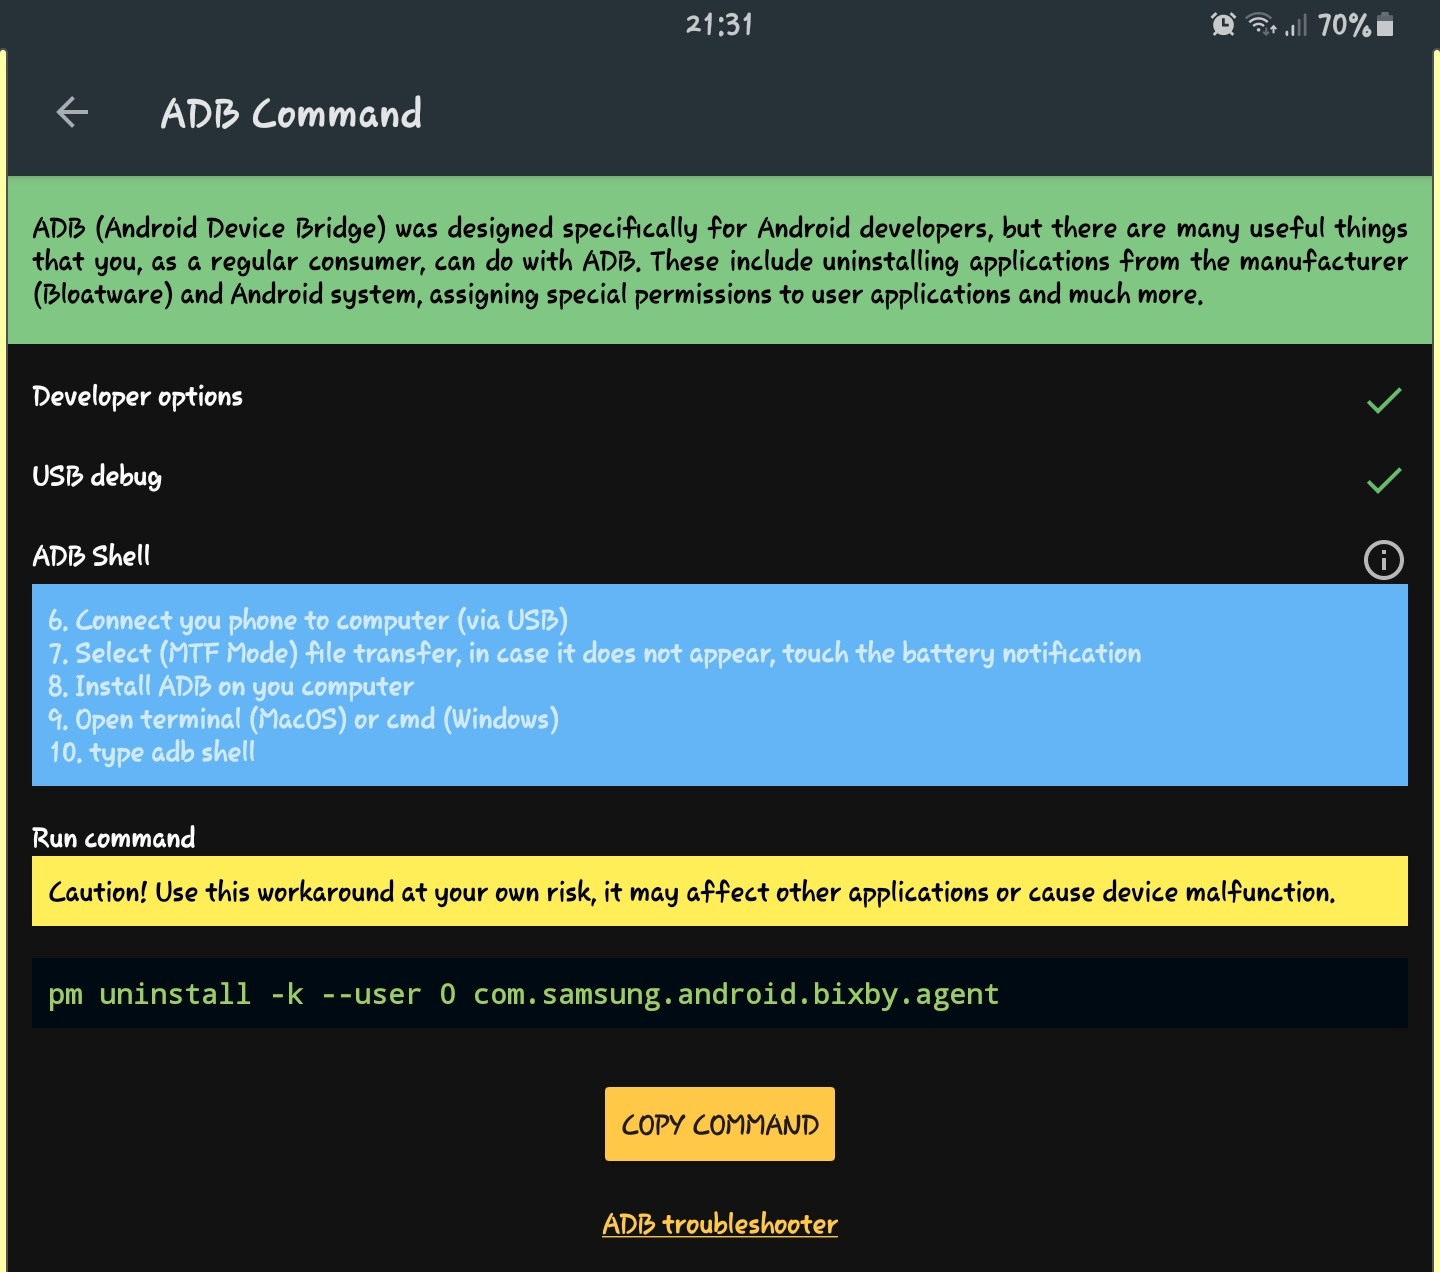 21:31
70%
ADB Command
ADB (Android Device Bridge) was designed specifically for Android developers, but there are many useful things
that you, as a regular consumer, can do with ADB. These include uninstalling applications from the manufacturer
(Bloatware) and Android system, assigning special permissions to user applications and much more.
Developer options
USB debug
ADB Shell
6. Connect you phone to computer (via USB)
7. Select (MTF Mode) file transfer, in case it does not appear, touch the battery notification
8. Install ADB on you computer
9. Open terminal (MacOS) or cmd (Windows)
10. type adb shell
Run command
Caution! Use this workaround at your own risk, it may affect other applications or cause device malfunction.
pm uninstall -k --user 0 com.samsung.android.bixby.agent
COPY COMMAND
ADB troubleshooter